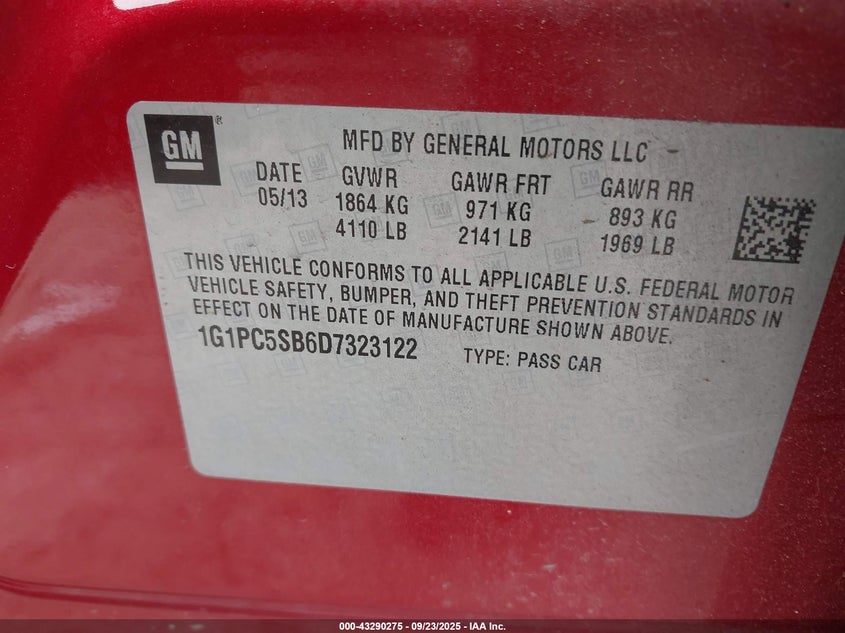 GM ®
MFD BY GENERAL MOTORS LLC
DATE GVWR GAWR FRT GAWR RR
05/13 1864 KG 971 KG 893 KG
4110 LB 2141 LB 1969 LB
THIS VEHICLE CONFORMS TO ALL APPLICABLE U.S. FEDERAL MOTOR
VEHICLE SAFETY, BUMPER, AND THEFT PREVENTION STANDARDS IN
EFFECT ON THE DATE OF MANUFACTURE SHOWN ABOVE.
1G1PC5SB6D7323122 TYPE: PASS CAR
000-43290275 - 09/23/2025 - IAA Inc.